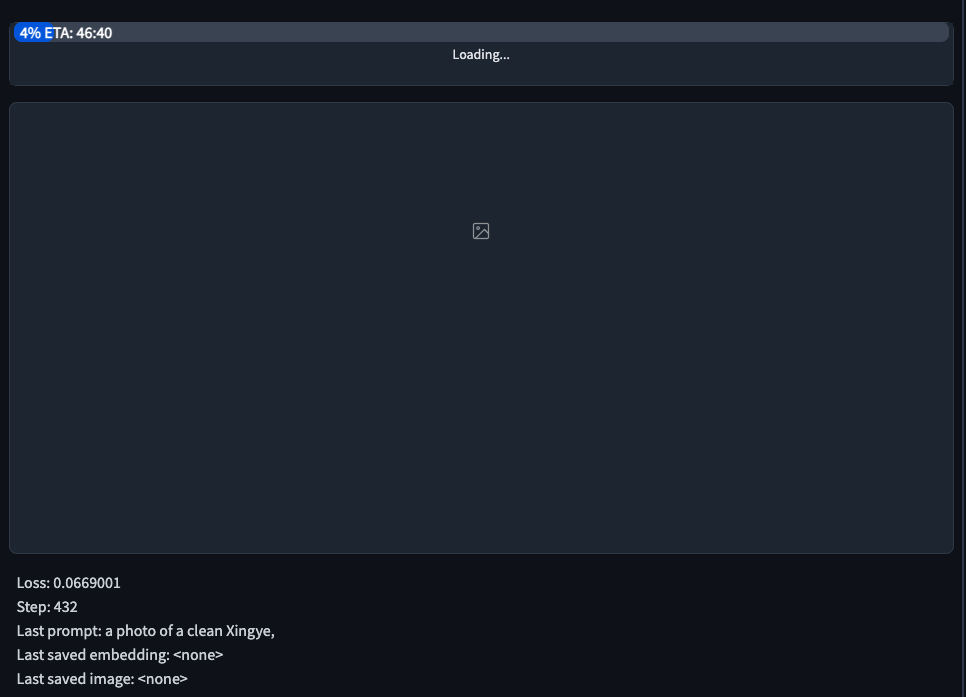 4% ETA: 46:40
Loading...
Loss: 0.0669001
Step: 432
Last prompt: a photo of a clean Xingye,
Last saved embedding: <none>
Last saved image: <none>